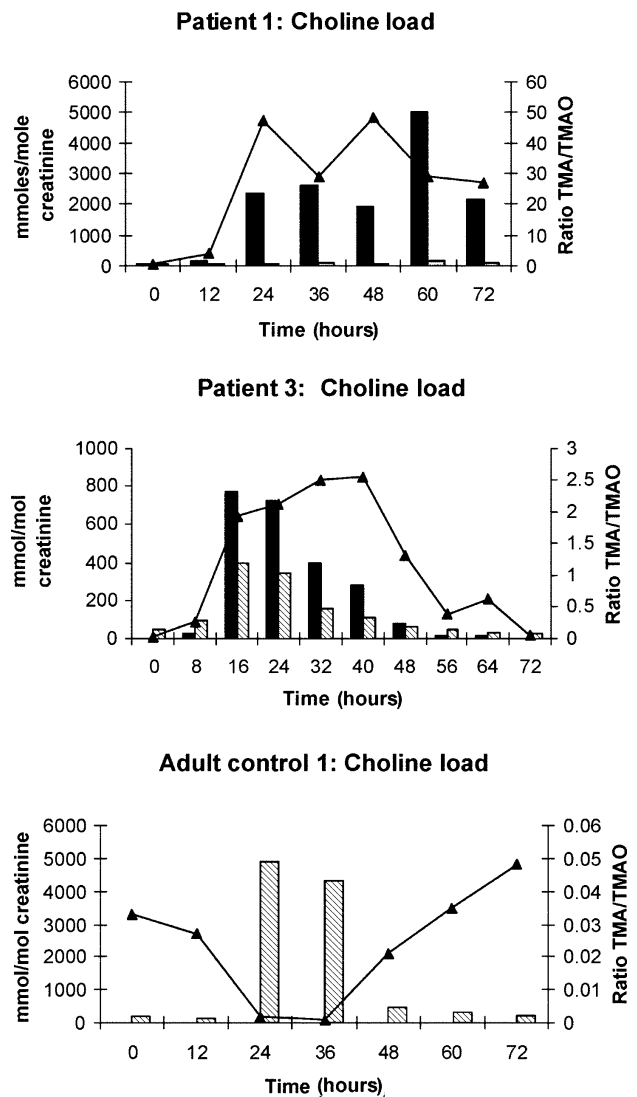 Patient 1: Choline load
mmoles/mole creatinine
6000
5000
4000
3000
2000
1000
0
60
50
40
30
20
10
0
Ratio TMA/TMAO
0 12 24 36 48 60 72
Time (hours)
Patient 3: Choline load
mmol/mol creatinine
1000
800
600
400
200
0
3
2.5
2
1.5
1
0.5
0
Ratio TMA/TMAO
0 8 16 24 32 40 48 56 64 72
Time (hours)
Adult control 1: Choline load
mmol/mol creatinine
6000
5000
4000
3000
2000
1000
0
0.06
0.05
0.04
0.03
0.02
0.01
0
Ratio TMA/TMAO
0 12 24 36 48 60 72
Time (hours)